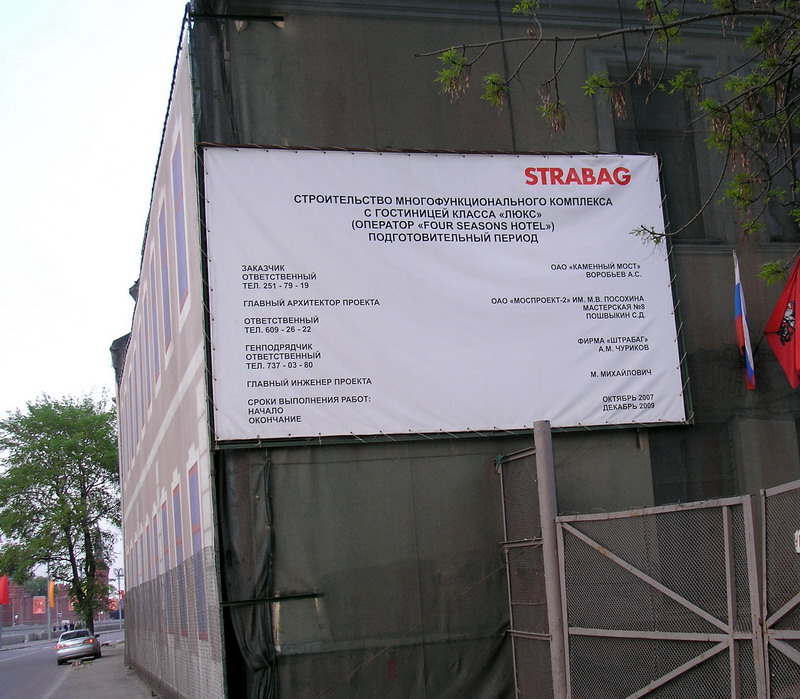 STRABAG
СТРОИТЕЛЬСТВО МНОГОФУНКЦИОНАЛЬНОГО КОМПЛЕКСА
С ГОСТИНИЦЕЙ КЛАССА «ЛЮКС»
(ОПЕРАТОР «FOUR SEASONS HOTEL»)
ПОДГОТОВИТЕЛЬНЫЙ ПЕРИОД
ЗАКАЗЧИК ОАО «КАМЕННЫЙ МОСТ»
ОТВЕТСТВЕННЫЙ ВОРОБЬЕВ А.С.
ТЕЛ. 251 - 79 - 19
ГЛАВНЫЙ АРХИТЕКТОР ПРОЕКТА ОАО «МОСПРОЕКТ-2» ИМ. М.В. ПОСОХИНА
МАСТЕРСКАЯ №8
ОТВЕТСТВЕННЫЙ ПОШВЫКИН С.Д.
ТЕЛ. 609 - 26 - 22
ГЕНПОДРЯДЧИК ФИРМА «ШТРАБАГ»
ОТВЕТСТВЕННЫЙ А.М. ЧУРИКОВ
ТЕЛ. 737 - 03 - 80
ГЛАВНЫЙ ИНЖЕНЕР ПРОЕКТА М. МИХАЙЛОВИЧ
СРОКИ ВЫПОЛНЕНИЯ РАБОТ:
НАЧАЛО ОКТЯБРЬ 2007
ОКОНЧАНИЕ ДЕКАБРЬ 2009